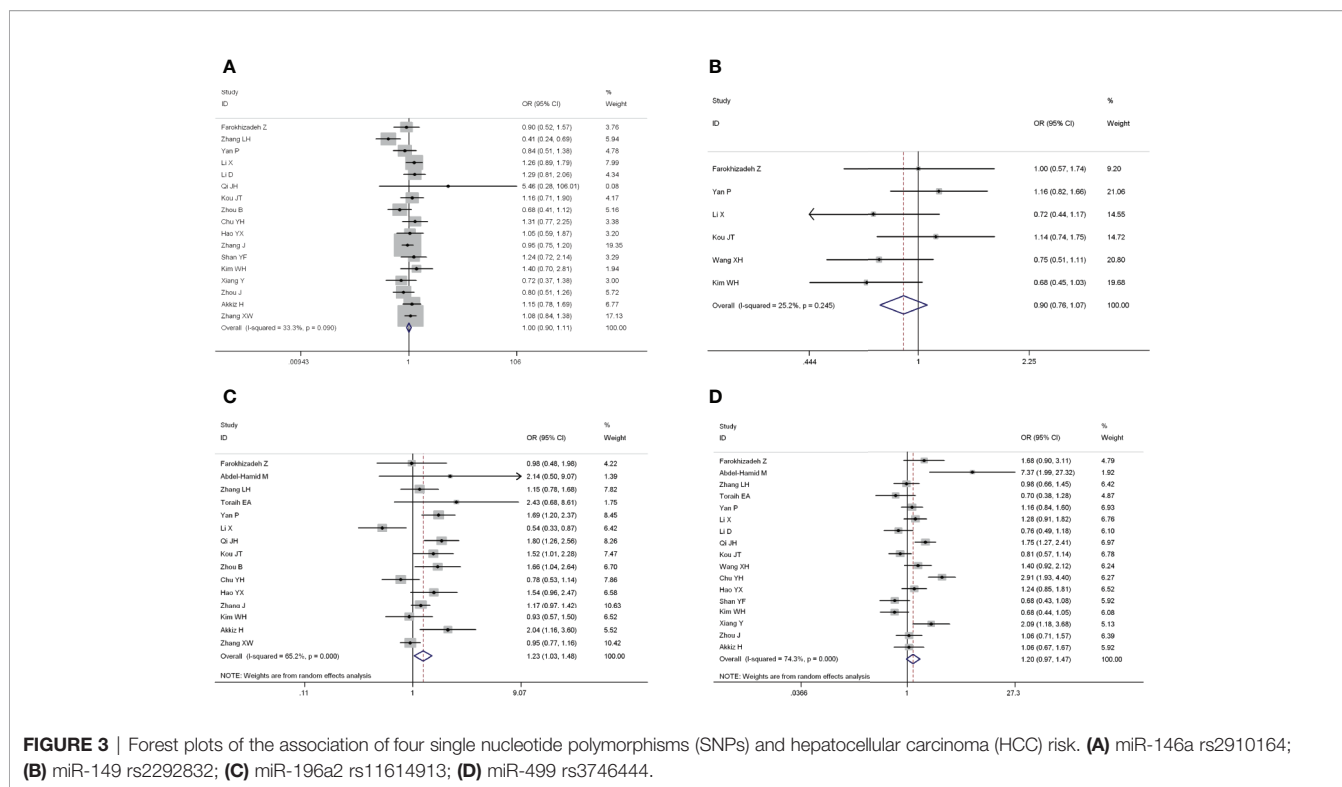 A
Study %
ID OR (95% CI) Weight
Farokhizadeh Z 0.90 (0.52, 1.57) 3.76
Zhang LH 0.41 (0.24, 0.69) 5.94
Yan P 0.84 (0.51, 1.38) 4.78
Li X 1.26 (0.89, 1.79) 7.99
Li D 1.29 (0.81, 2.06) 4.34
Qi JH 5.46 (0.28, 106.01) 0.08
Kou JT 1.16 (0.71, 1.90) 4.17
Zhou B 0.68 (0.41, 1.12) 5.16
Chu YH 1.31 (0.77, 2.25) 3.38
Hao YX 1.05 (0.59, 1.87) 3.20
Zhang J 0.95 (0.75, 1.20) 19.35
Shan YF 1.24 (0.72, 2.14) 3.29
Kim WH 1.40 (0.70, 2.81) 1.94
Xiang Y 0.72 (0.37, 1.38) 3.00
Zhou J 0.80 (0.51, 1.26) 5.72
Akkiz H 1.15 (0.78, 1.69) 6.77
Zhang XW 1.08 (0.84, 1.38) 17.13
Overall (I-squared = 33.3%, p = 0.090) 1.00 (0.90, 1.11) 100.00
.00943 1 106
B
Study %
ID OR (95% CI) Weight
Farokhizadeh Z 1.00 (0.57, 1.74) 9.20
Yan P 1.16 (0.82, 1.66) 21.06
Li X 0.72 (0.44, 1.17) 14.55
Kou JT 1.14 (0.74, 1.75) 14.72
Wang XH 0.75 (0.51, 1.11) 20.80
Kim WH 0.68 (0.45, 1.03) 19.68
Overall (I-squared = 25.2%, p = 0.245) 0.90 (0.76, 1.07) 100.00
.444 1 2.25
C
Study %
ID OR (95% CI) Weight
Farokhizadeh Z 0.98 (0.48, 1.98) 4.22
Abdel-Hamid M 2.14 (0.50, 9.07) 1.39
Zhang LH 1.15 (0.78, 1.68) 7.82
Toraih EA 2.43 (0.68, 8.61) 1.75
Yan P 1.69 (1.20, 2.37) 8.45
Li X 0.54 (0.33, 0.87) 6.42
Qi JH 1.80 (1.26, 2.56) 8.26
Kou JT 1.52 (1.01, 2.28) 7.47
Zhou B 1.66 (1.04, 2.64) 6.70
Chu YH 0.78 (0.53, 1.14) 7.86
Hao YX 1.54 (0.96, 2.47) 6.58
Zhang J 1.17 (0.97, 1.42) 10.63
Kim WH 0.93 (0.57, 1.50) 6.52
Akkiz H 2.04 (1.16, 3.60) 5.52
Zhang XW 0.95 (0.77, 1.16) 10.42
Overall (I-squared = 65.2%, p = 0.000) 1.23 (1.03, 1.48) 100.00
NOTE: Weights are from random effects analysis
.11 1 9.07
D
Study %
ID OR (95% CI) Weight
Farokhizadeh Z 1.68 (0.90, 3.11) 4.79
Abdel-Hamid M 7.37 (1.99, 27.32) 1.92
Zhang LH 0.98 (0.66, 1.45) 6.42
Toraih EA 0.70 (0.38, 1.28) 4.87
Yan P 1.16 (0.84, 1.60) 6.93
Li X 1.28 (0.91, 1.82) 6.76
Li D 0.76 (0.49, 1.18) 6.10
Qi JH 1.75 (1.27, 2.41) 6.97
Kou JT 0.81 (0.57, 1.14) 6.78
Wang XH 1.40 (0.92, 2.12) 6.24
Chu YH 2.91 (1.93, 4.40) 6.27
Hao YX 1.24 (0.85, 1.81) 6.52
Shan YF 0.68 (0.43, 1.08) 5.92
Kim WH 0.68 (0.44, 1.05) 6.08
Xiang Y 2.09 (1.18, 3.68) 5.13
Zhou J 1.06 (0.71, 1.57) 6.39
Akkiz H 1.06 (0.67, 1.67) 5.92
Overall (I-squared = 74.3%, p = 0.000) 1.20 (0.97, 1.47) 100.00
NOTE: Weights are from random effects analysis
.0366 1 27.3
FIGURE 3 | Forest plots of the association of four single nucleotide polymorphisms (SNPs) and hepatocellular carcinoma (HCC) risk. (A) miR-146a rs2910164;
(B) miR-149 rs2292832; (C) miR-196a2 rs11614913; (D) miR-499 rs3746444.